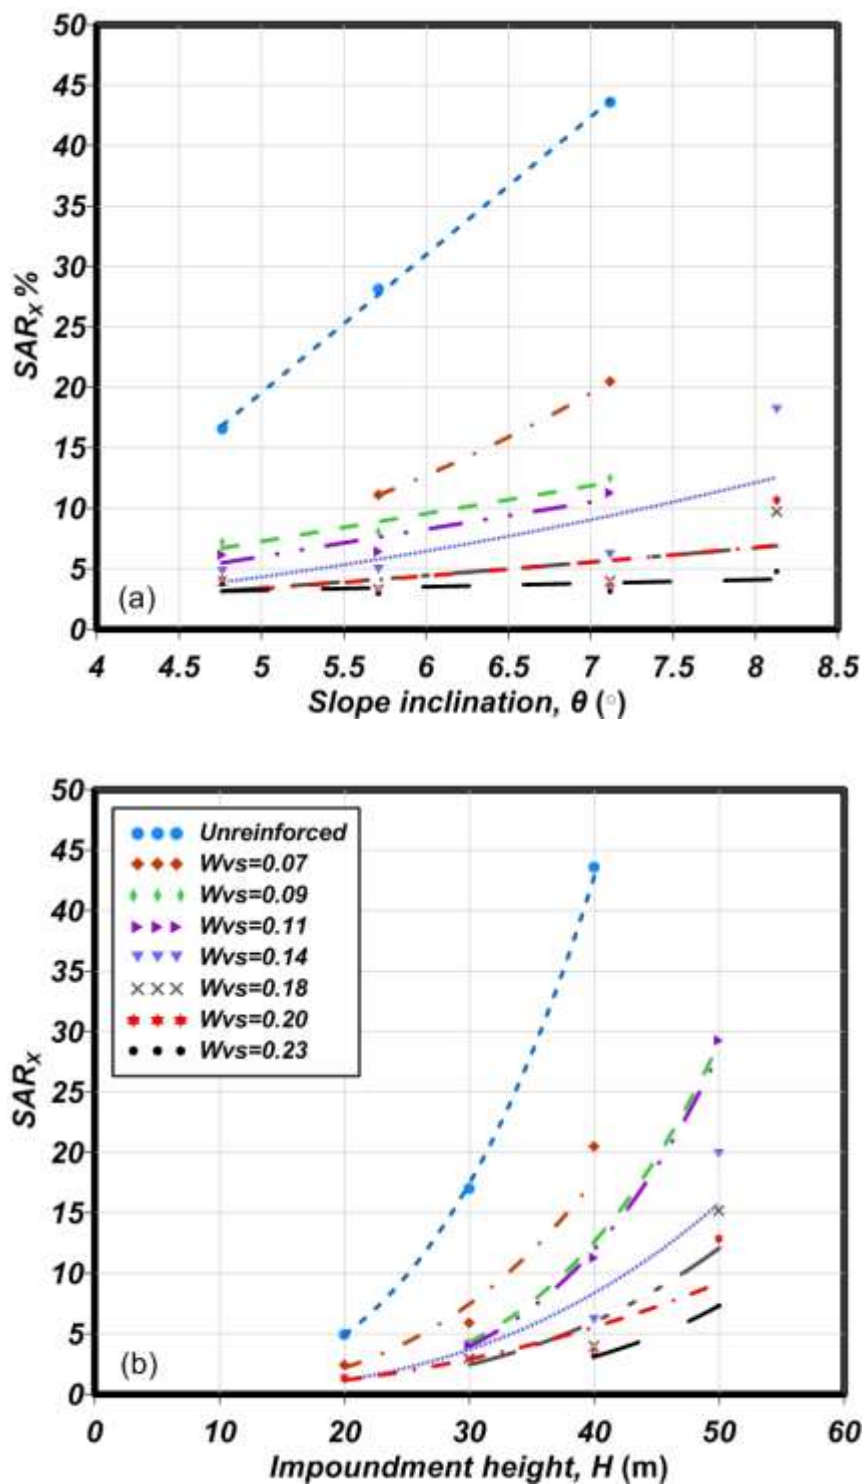 50
45
40
35
30
25
20
15
10
5
0
SARx %
(a)
4 4.5 5 5.5 6 6.5 7 7.5 8 8.5
Slope inclination, θ (°)
50
45
40
35
30
25
20
15
10
5
0
SARx
Unreinforced
Wvs=0.07
Wvs=0.09
Wvs=0.11
Wvs=0.14
Wvs=0.18
Wvs=0.20
Wvs=0.23
(b)
0 10 20 30 40 50 60
Impoundment height, H (m)